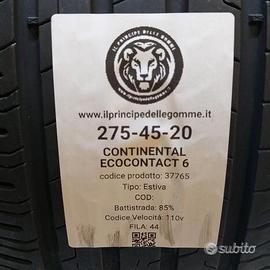 IL PRINCIPE DELLE GOMME
www.ilprincipedellegomme.it
275-45-20
CONTINENTAL
ECOCONTACT 6
codice prodotto: 37765
Tipo: Estiva
COD:
Battistrada: 85%
Codice Velocità: 110v
FILA: 44
subito